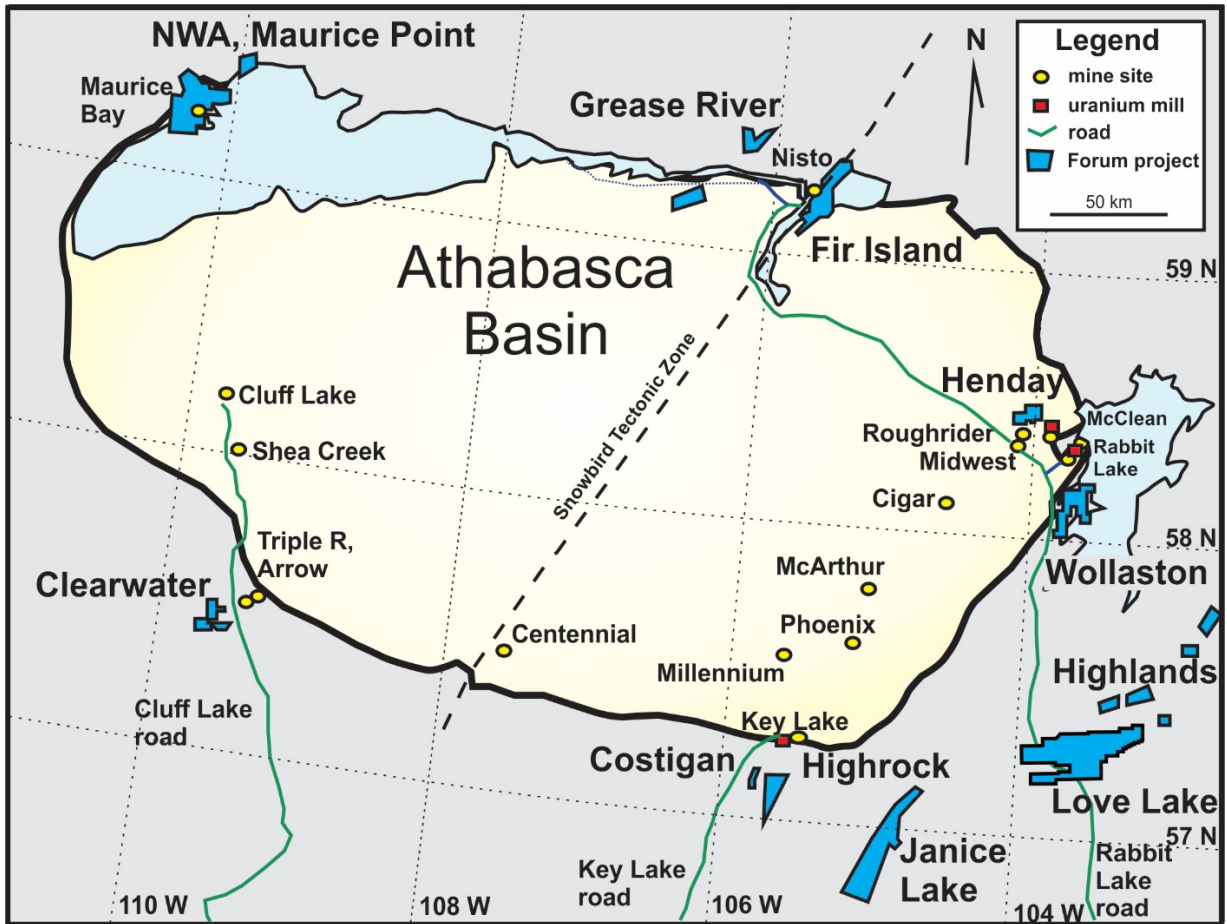 NWA, Maurice Point
Maurice
Bay
Grease River
Nisto
N
Legend
mine site
uranium mill
road
Forum project
50 km
Fir Island
59 N
Athabasca
Basin
Snowbird Tectonic Zone
Henday
McClean
Rabbit
Lake
Roughrider
Midwest
Cigar
58 N
Wollaston
Cluff Lake
Shea Creek
Triple R,
Arrow
Clearwater
McArthur
Phoenix
Millennium
Centennial
Key Lake
Highlands
Cluff Lake
road
Costigan
Highrock
Love Lake
57 N
Janice
Lake
Key Lake
road
Rabbit
Lake
road
110 W
108 W
106 W
104 W